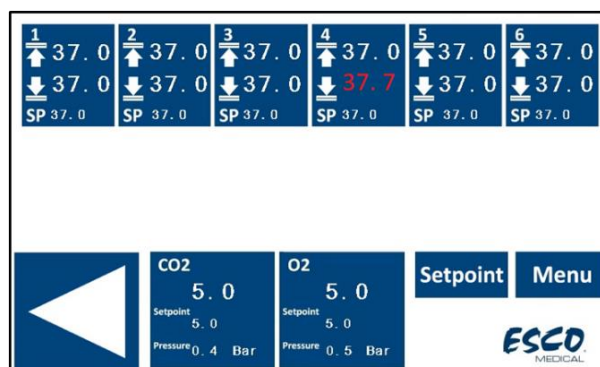 1 2 3 4 5 6
37.0 37.0 37.0 37.0 37.0 37.0
37.0 37.0 37.0 37.7 37.0 37.0
SP 37.0 SP 37.0 SP 37.0 SP 37.0 SP 37.0 SP 37.0
CO2
5.0
Setpoint
5.0
Pressure 0.4 Bar
O2
5.0
Setpoint
5.0
Pressure 0.5 Bar
Setpoint Menu
ESCO
MEDICAL